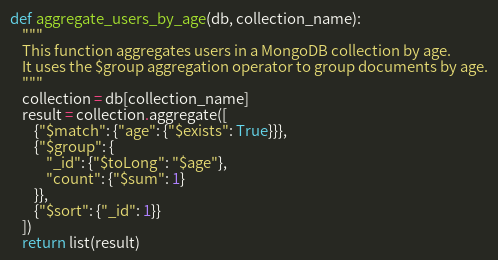 def aggregate_users_by_age(db, collection_name):
    """
    This function aggregates users in a MongoDB collection by age.
    It uses the $group aggregation operator to group documents by age.
    """
    collection = db[collection_name]
    result = collection.aggregate([
        {"$match": {"age": {"$exists": True}}},
        {"$group": {
            "_id": {"$toLong": "$age"},
            "count": {"$sum": 1}
        }},
        {"$sort": {"_id": 1}}
    ])
    return list(result)